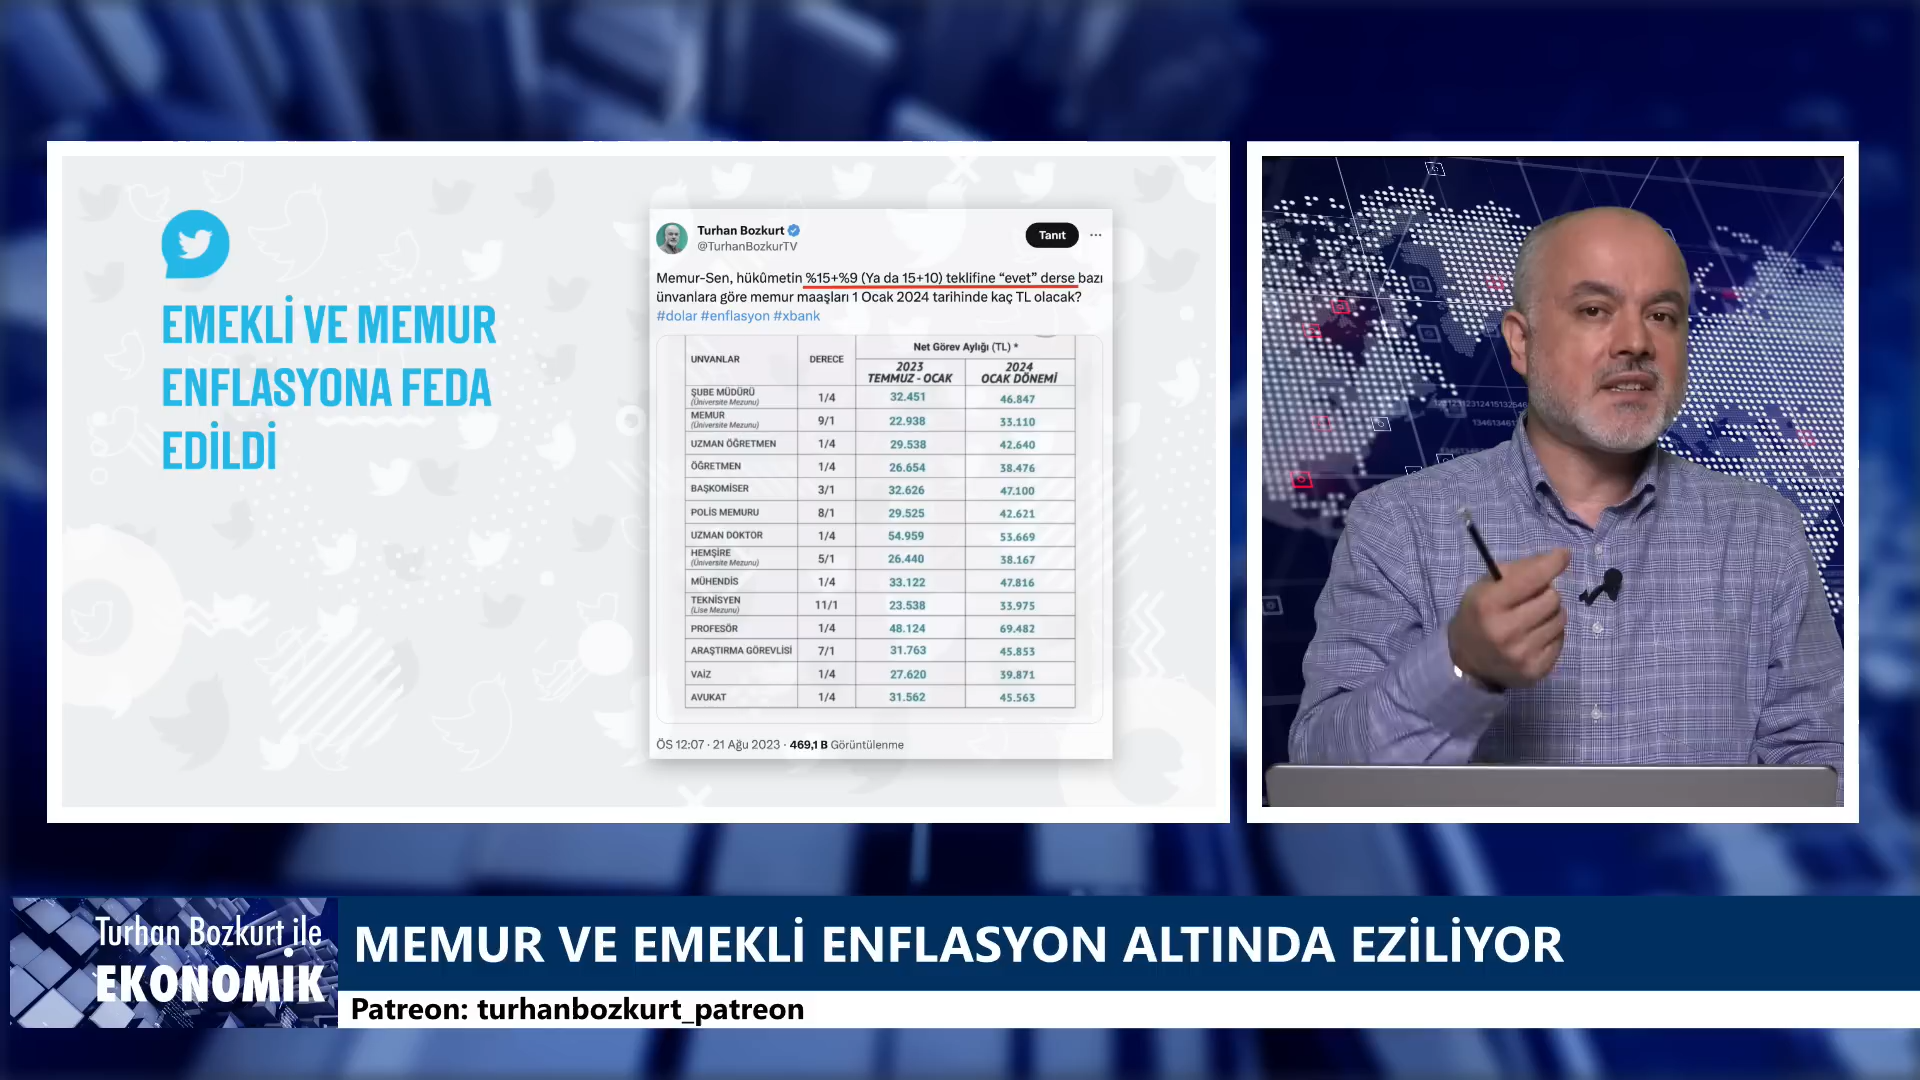 EMEKLİ VE MEMUR
ENFLASYONA FEDA
EDİLDİ
Turhan Bozkurt
@TurhanBozkurTV
Tanıt
Memur-Sen, hükûmetin %15+%9 (Ya da 15+10) teklifine “evet” derse bazı
ünvanlara göre memur maaşları 1 Ocak 2024 tarihinde kaç TL olacak?
#dolar #enflasyon #xbank
UNVANLAR DERECE Net Görev Aylığı (TL) *
2023 TEMMUZ - OCAK 2024 OCAK DÖNEMİ
ŞUBE MÜDÜRÜ (Üniversite Mezunu) 1/4 32.451 46.847
MEMUR (Üniversite Mezunu) 9/1 22.938 33.110
UZMAN ÖĞRETMEN 1/4 29.538 42.640
ÖĞRETMEN 1/4 26.654 38.476
BAŞKOMİSER 3/1 32.626 47.100
POLİS MEMURU 8/1 29.525 42.621
UZMAN DOKTOR 1/4 54.959 53.669
HEMŞİRE (Üniversite Mezunu) 5/1 26.440 38.167
MÜHENDİS 1/4 33.122 47.816
TEKNİSYEN (Lise Mezunu) 11/1 23.538 33.975
PROFESÖR 1/4 48.124 69.482
ARAŞTIRMA GÖREVLİSİ 7/1 31.763 45.853
VAİZ 1/4 27.620 39.871
AVUKAT 1/4 31.562 45.563
ÖS 12:07 · 21 Ağu 2023 · 469,1 B Görüntülenme
Turhan Bozkurt ile
EKONOMİK
MEMUR VE EMEKLİ ENFLASYON ALTINDA EZİLİYOR
Patreon: turhanbozkurt_patreon